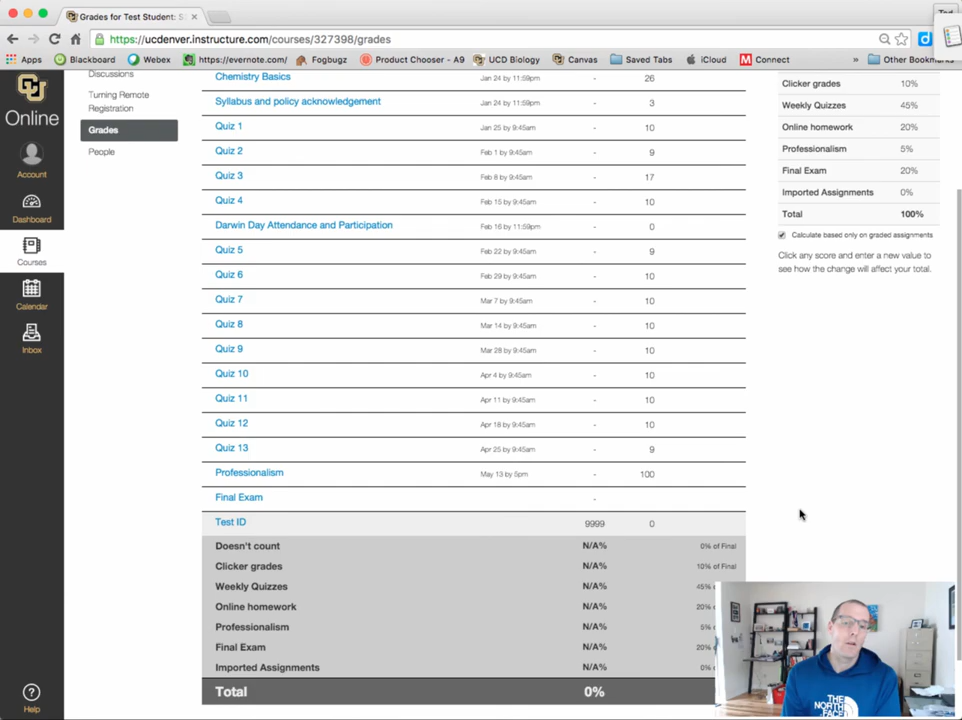 Grades for Test Student: S
Ted
https://ucdenver.instructure.com/courses/327398/grades
Apps
Blackboard
Webex
https://evernote.com/
Fogbugz
Product Chooser - A9
UCD Biology
Canvas
Saved Tabs
iCloud
Connect
»
Other Bookmarks
Online
Account
Dashboard
Courses
Calendar
Inbox
Help
Discussions
Turning Remote
Registration
Grades
People
Chemistry Basics Jan 24 by 11:59pm - 26
Syllabus and policy acknowledgement Jan 24 by 11:59pm - 3
Quiz 1 Jan 25 by 9:45am - 10
Quiz 2 Feb 1 by 9:45am - 9
Quiz 3 Feb 8 by 9:45am - 17
Quiz 4 Feb 15 by 9:45am - 10
Darwin Day Attendance and Participation Feb 16 by 11:59pm - 0
Quiz 5 Feb 22 by 9:45am - 9
Quiz 6 Feb 29 by 9:45am - 10
Quiz 7 Mar 7 by 9:45am - 10
Quiz 8 Mar 14 by 9:45am - 10
Quiz 9 Mar 28 by 9:45am - 10
Quiz 10 Apr 4 by 9:45am - 10
Quiz 11 Apr 11 by 9:45am - 10
Quiz 12 Apr 18 by 9:45am - 10
Quiz 13 Apr 25 by 9:45am - 9
Professionalism May 13 by 5pm - 100
Final Exam -
Test ID 9999 0
Doesn't count N/A% 0% of Final
Clicker grades N/A% 10% of Final
Weekly Quizzes N/A% 45%
Online homework N/A% 20%
Professionalism N/A% 5%
Final Exam N/A% 20%
Imported Assignments N/A% 0%
Total 0%
Clicker grades 10%
Weekly Quizzes 45%
Online homework 20%
Professionalism 5%
Final Exam 20%
Imported Assignments 0%
Total 100%
Calculate based only on graded assignments
Click any score and enter a new value to
see how the change will affect your total.
THE
NORTH
FACE